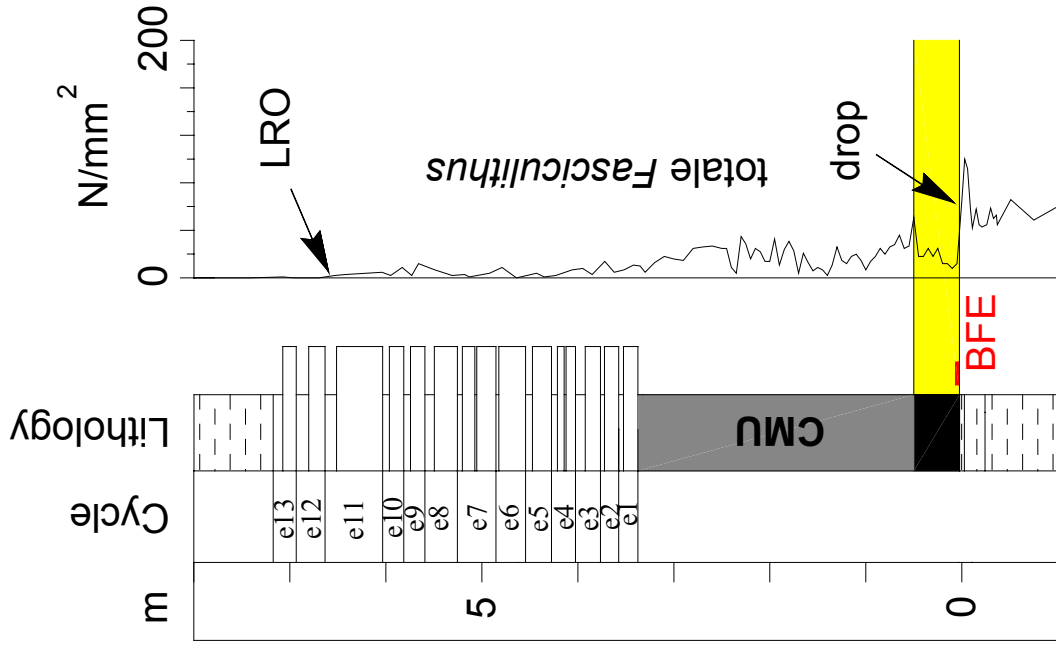 N/mm2
200
0
LRO
totale Fasciculithus
drop
BFE
Lithology
CMU
Cycle
e13
e12
e11
e10
e9
e8
e7
e6
e5
e4
e3
e2
e1
m
5
0